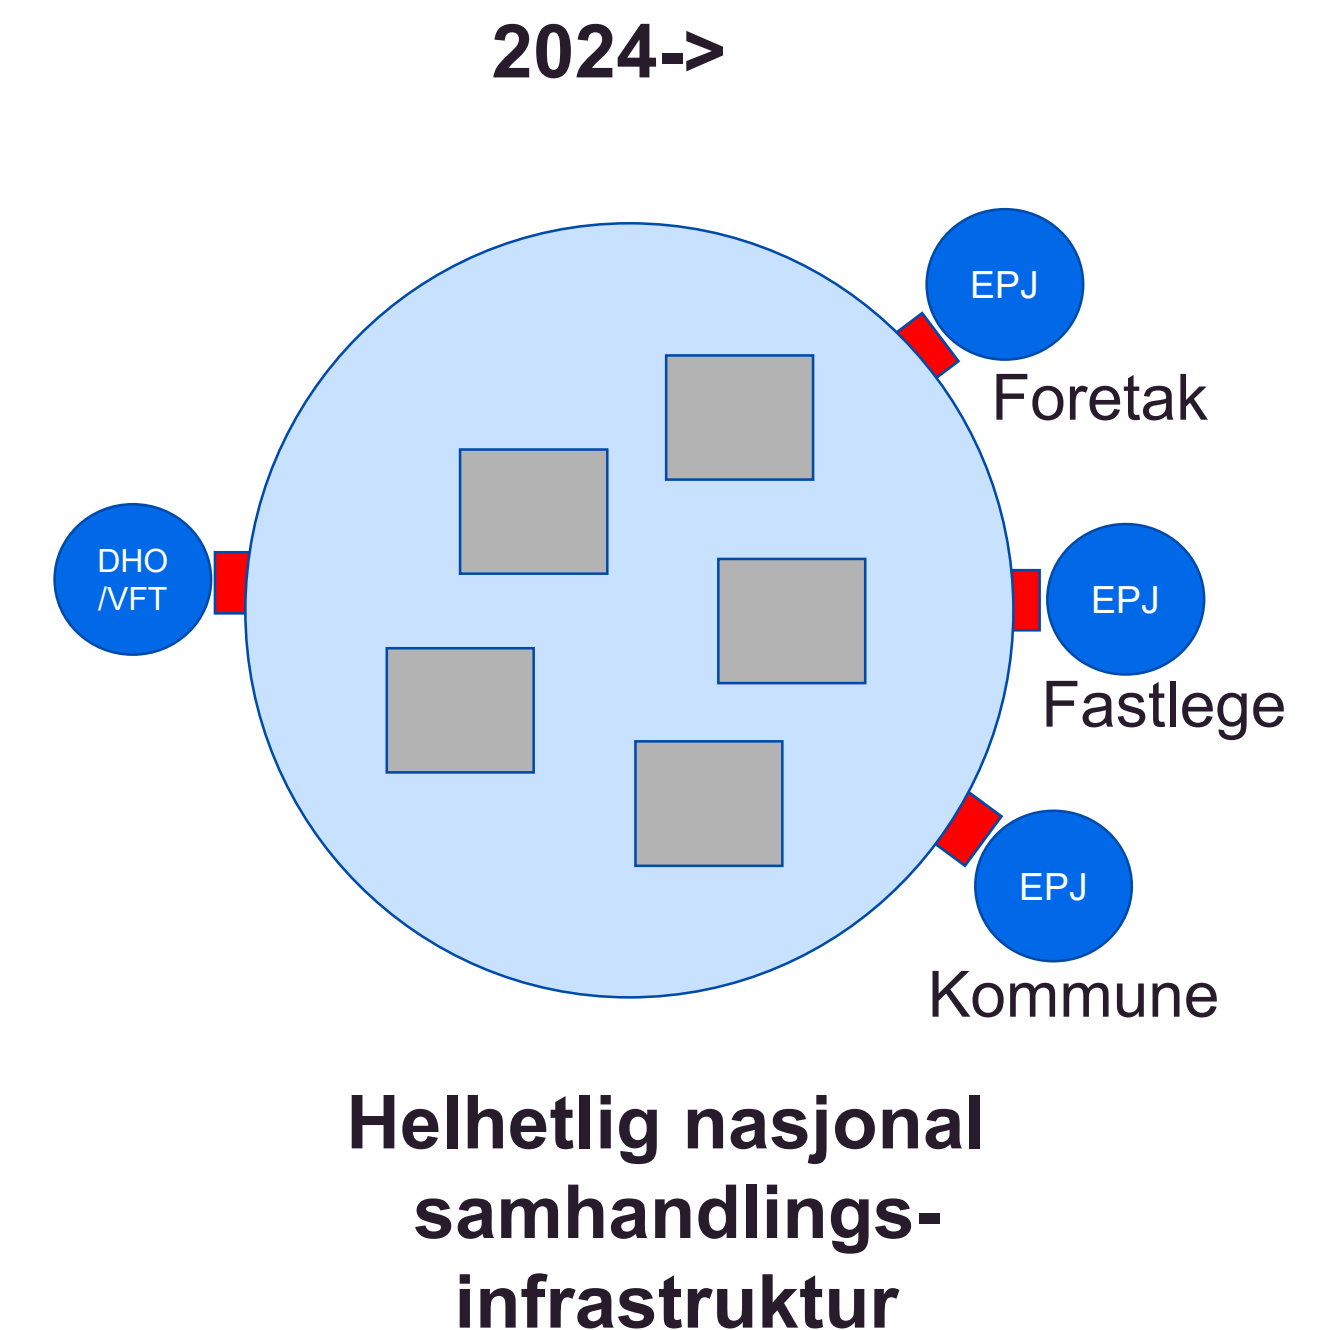 2024->
EPJ
Foretak
DHO
/VFT
EPJ
Fastlege
EPJ
Kommune
Helhetlig nasjonal
samhandlings-
infrastruktur